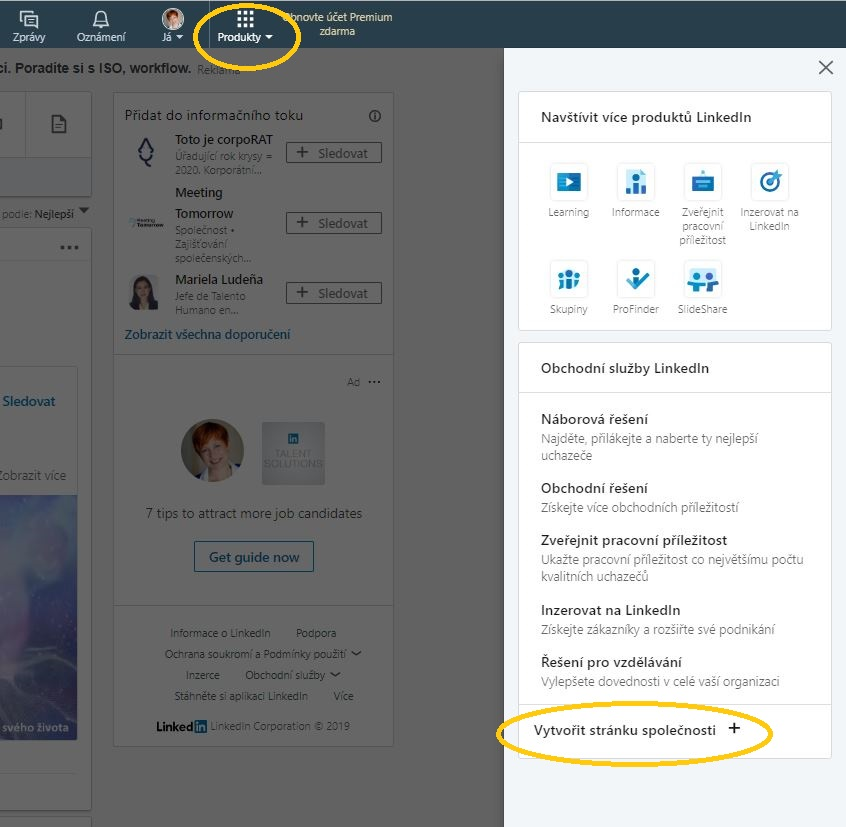 Zprávy
Oznámení
Já
Produkty
Obnovte účet Premium
zdarma
cí. Poradíte si s ISO, workflow. Reklama
podle: Nejlepší
Sledovat
Zobrazit více
svého života
Přidat do informačního toku
Toto je corpoRAT
Úřadující rok krysy =
2020. Korporátní...
+ Sledovat
Meeting
Tomorrow
Meeting
Tomorrow
Společnost •
Zajišťování
společenských...
+ Sledovat
Mariela Ludeña
Jefe de Talento
Humano en...
+ Sledovat
Zobrazit všechna doporučení
Ad
in
TALENT
SOLUTIONS
7 tips to attract more job candidates
Get guide now
Informace o LinkedIn Podpora
Ochrana soukromí a Podmínky použití
Inzerce Obchodní služby
Stáhněte si aplikaci LinkedIn Více
Linked in LinkedIn Corporation © 2019
Navštívit více produktů LinkedIn
Learning
Informace
Zveřejnit
pracovní
příležitost
Inzerovat na
LinkedIn
Skupiny
ProFinder
SlideShare
Obchodní služby LinkedIn
Náborová řešení
Najděte, přilákejte a naberte ty nejlepší
uchazeče
Obchodní řešení
Získejte více obchodních příležitostí
Zveřejnit pracovní příležitost
Ukažte pracovní příležitost co největšímu počtu
kvalitních uchazečů
Inzerovat na LinkedIn
Získejte zákazníky a rozšiřte své podnikání
Řešení pro vzdělávání
Vylepšete dovednosti v celé vaší organizaci
Vytvořit stránku společnosti +